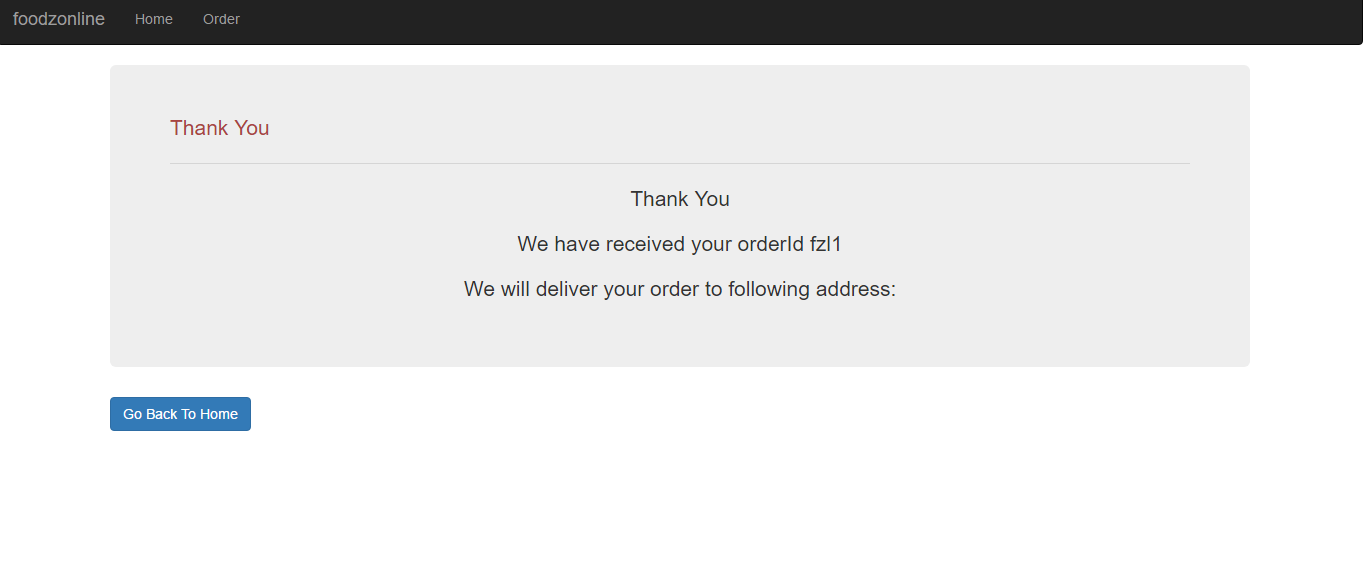 foodzonline Home Order
Thank You
Thank You
We have received your orderId fzl1
We will deliver your order to following address:
Go Back To Home